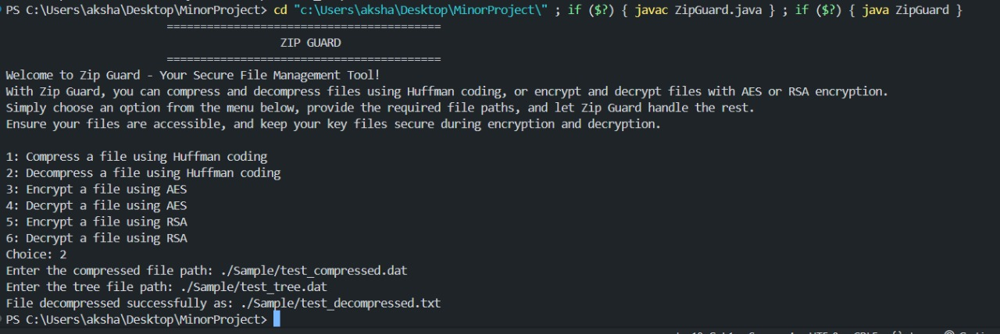 PS C:\Users\aksha\Desktop\MinorProject> cd "c:\Users\aksha\Desktop\MinorProject\" ; if ($?) { javac ZipGuard.java } ; if ($?) { java ZipGuard }
=========================================
ZIP GUARD
=========================================
Welcome to Zip Guard - Your Secure File Management Tool!
With Zip Guard, you can compress and decompress files using Huffman coding, or encrypt and decrypt files with AES or RSA encryption.
Simply choose an option from the menu below, provide the required file paths, and let Zip Guard handle the rest.
Ensure your files are accessible, and keep your key files secure during encryption and decryption.
1: Compress a file using Huffman coding
2: Decompress a file using Huffman coding
3: Encrypt a file using AES
4: Decrypt a file using AES
5: Encrypt a file using RSA
6: Decrypt a file using RSA
Choice: 2
Enter the compressed file path: ./Sample/test_compressed.dat
Enter the tree file path: ./Sample/test_tree.dat
File decompressed successfully as: ./Sample/test_decompressed.txt
PS C:\Users\aksha\Desktop\MinorProject>